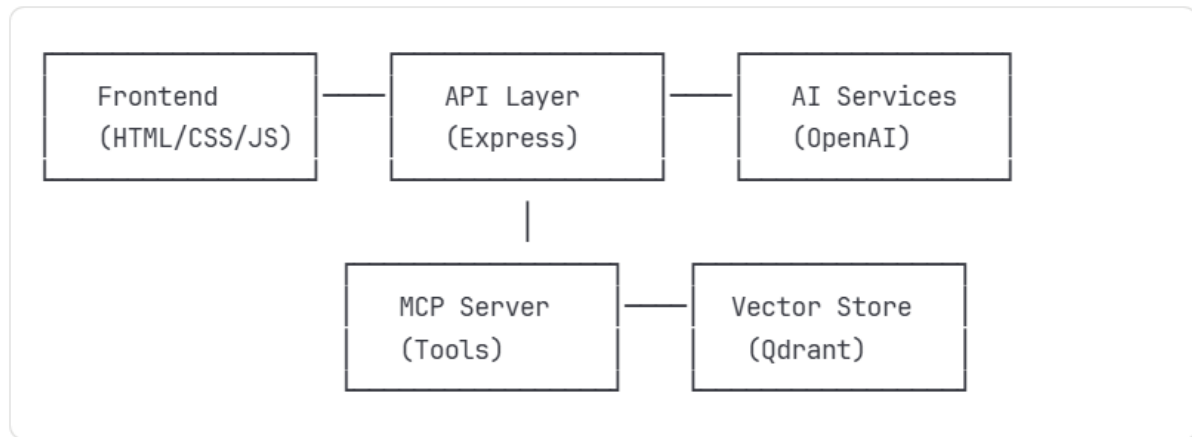 Frontend
(HTML/CSS/JS)
API Layer
(Express)
AI Services
(OpenAI)
MCP Server
(Tools)
Vector Store
(Qdrant)